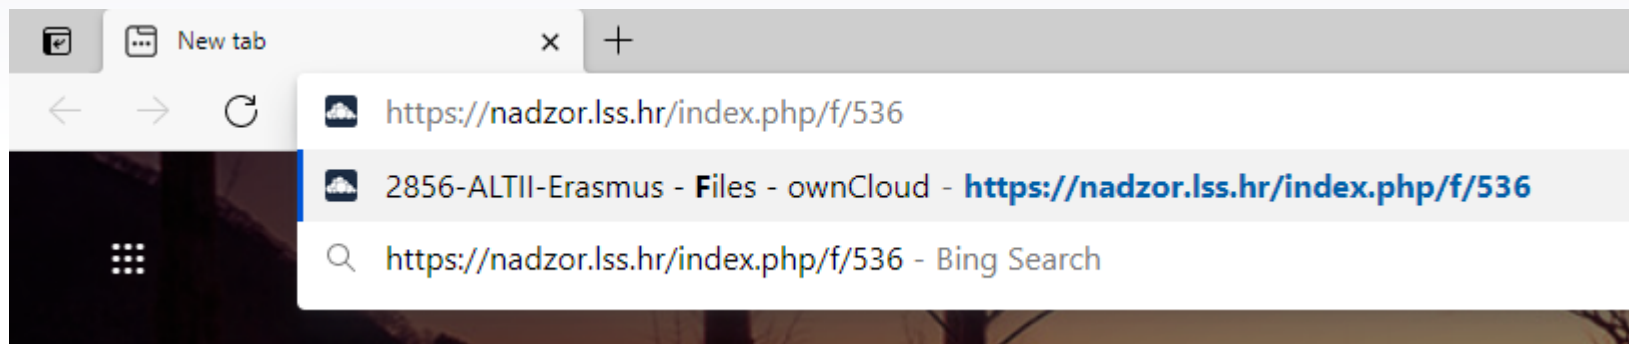 New tab
https://nadzor.lss.hr/index.php/f/536
2856-ALTII-Erasmus - Files - ownCloud - https://nadzor.lss.hr/index.php/f/536
https://nadzor.lss.hr/index.php/f/536 - Bing Search